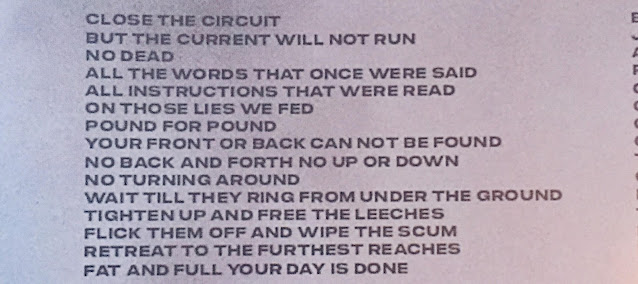 CLOSE THE CIRCUIT
BUT THE CURRENT WILL NOT RUN
NO DEAD
ALL THE WORDS THAT ONCE WERE SAID
ALL INSTRUCTIONS THAT WERE READ
ON THOSE LIES WE FED
POUND FOR POUND
YOUR FRONT OR BACK CAN NOT BE FOUND
NO BACK AND FORTH NO UP OR DOWN
NO TURNING AROUND
WAIT TILL THEY RING FROM UNDER THE GROUND
TIGHTEN UP AND FREE THE LEECHES
FLICK THEM OFF AND WIPE THE SCUM
RETREAT TO THE FURTHEST REACHES
FAT AND FULL YOUR DAY IS DONE